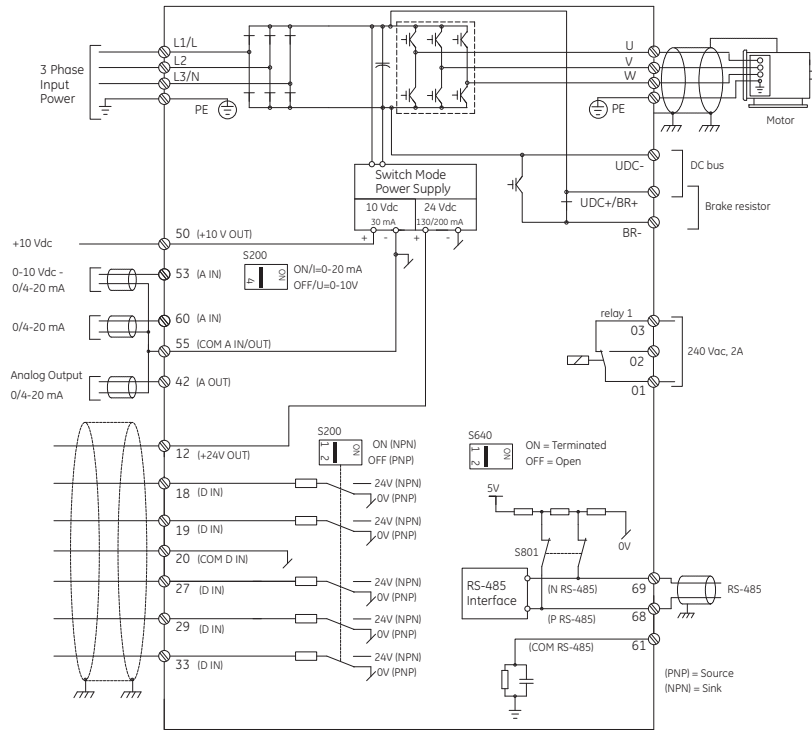 3 Phase
Input
Power
L1/L
L2
L3/N
PE
U
V
W
PE
Motor
UDC-
DC bus
UDC+/BR+
Brake resistor
BR-
Switch Mode
Power Supply
10 Vdc
24 Vdc
30 mA
130/200 mA
+ - + -
+10 Vdc
50 (+10 V OUT)
S200
ON
4
ON/I=0-20 mA
OFF/U=0-10V
0-10 Vdc -
0/4-20 mA
53 (A IN)
0/4-20 mA
60 (A IN)
55 (COM A IN/OUT)
Analog Output
0/4-20 mA
42 (A OUT)
relay 1
03
02
01
240 Vac, 2A
12 (+24V OUT)
S200
ON
1 2
ON (NPN)
OFF (PNP)
18 (D IN)
24V (NPN)
0V (PNP)
19 (D IN)
24V (NPN)
0V (PNP)
20 (COM D IN)
27 (D IN)
24V (NPN)
0V (PNP)
29 (D IN)
24V (NPN)
0V (PNP)
33 (D IN)
24V (NPN)
0V (PNP)
S640
ON
1 2
ON = Terminated
OFF = Open
5V
S801
0V
RS-485
Interface
(N RS-485)
69
RS-485
(P RS-485)
68
(COM RS-485)
61
(PNP) = Source
(NPN) = Sink